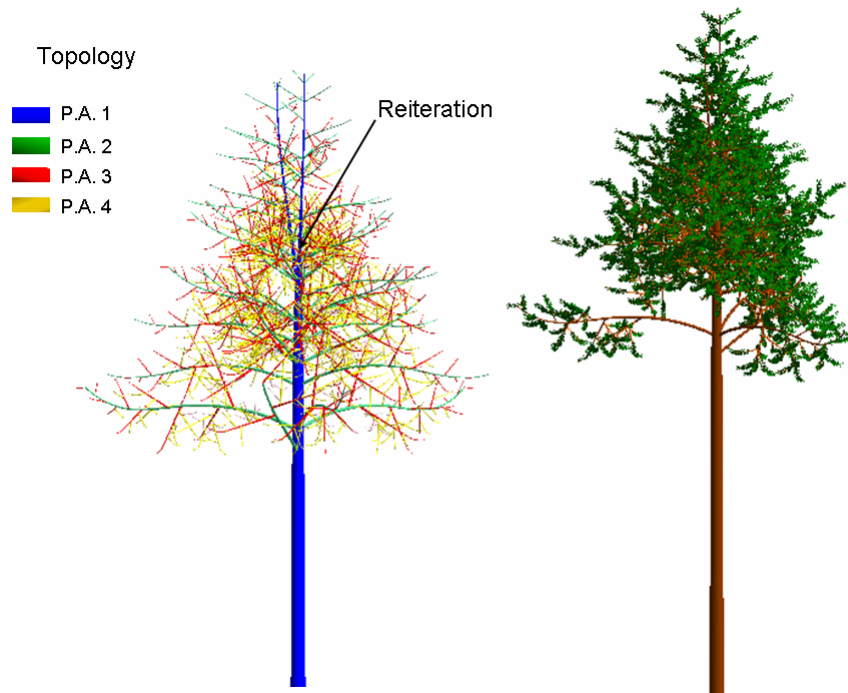 Topology
P.A. 1
P.A. 2
P.A. 3
P.A. 4
Reiteration